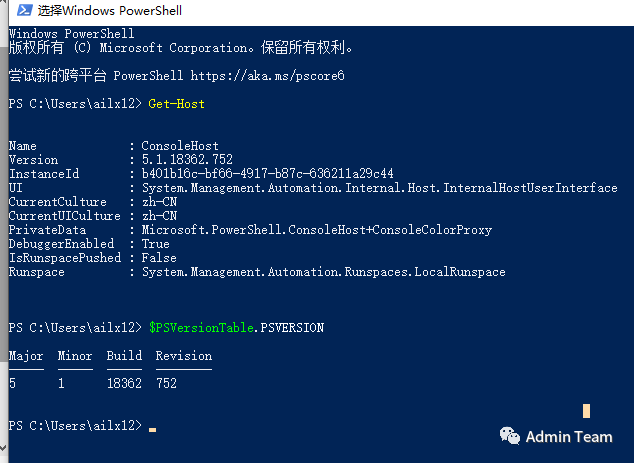 选择Windows PowerShell
Windows PowerShell
版权所有 (C) Microsoft Corporation。保留所有权利。
尝试新的跨平台 PowerShell https://aka.ms/pscore6
PS C:\Users\ailx12> Get-Host
Name : ConsoleHost
Version : 5.1.18362.752
InstanceId : b401b16c-bf66-4917-b87c-636211a29c44
UI : System.Management.Automation.Internal.Host.InternalHostUserInterface
CurrentCulture : zh-CN
CurrentUICulture : zh-CN
PrivateData : Microsoft.PowerShell.ConsoleHost+ConsoleColorProxy
DebuggerEnabled : True
IsRunspacePushed : False
Runspace : System.Management.Automation.Runspaces.LocalRunspace
PS C:\Users\ailx12> $PSVersionTable.PSVERSION
Major Minor Build Revision
----- ----- ----- --------
5 1 18362 752
PS C:\Users\ailx12>
Admin Team